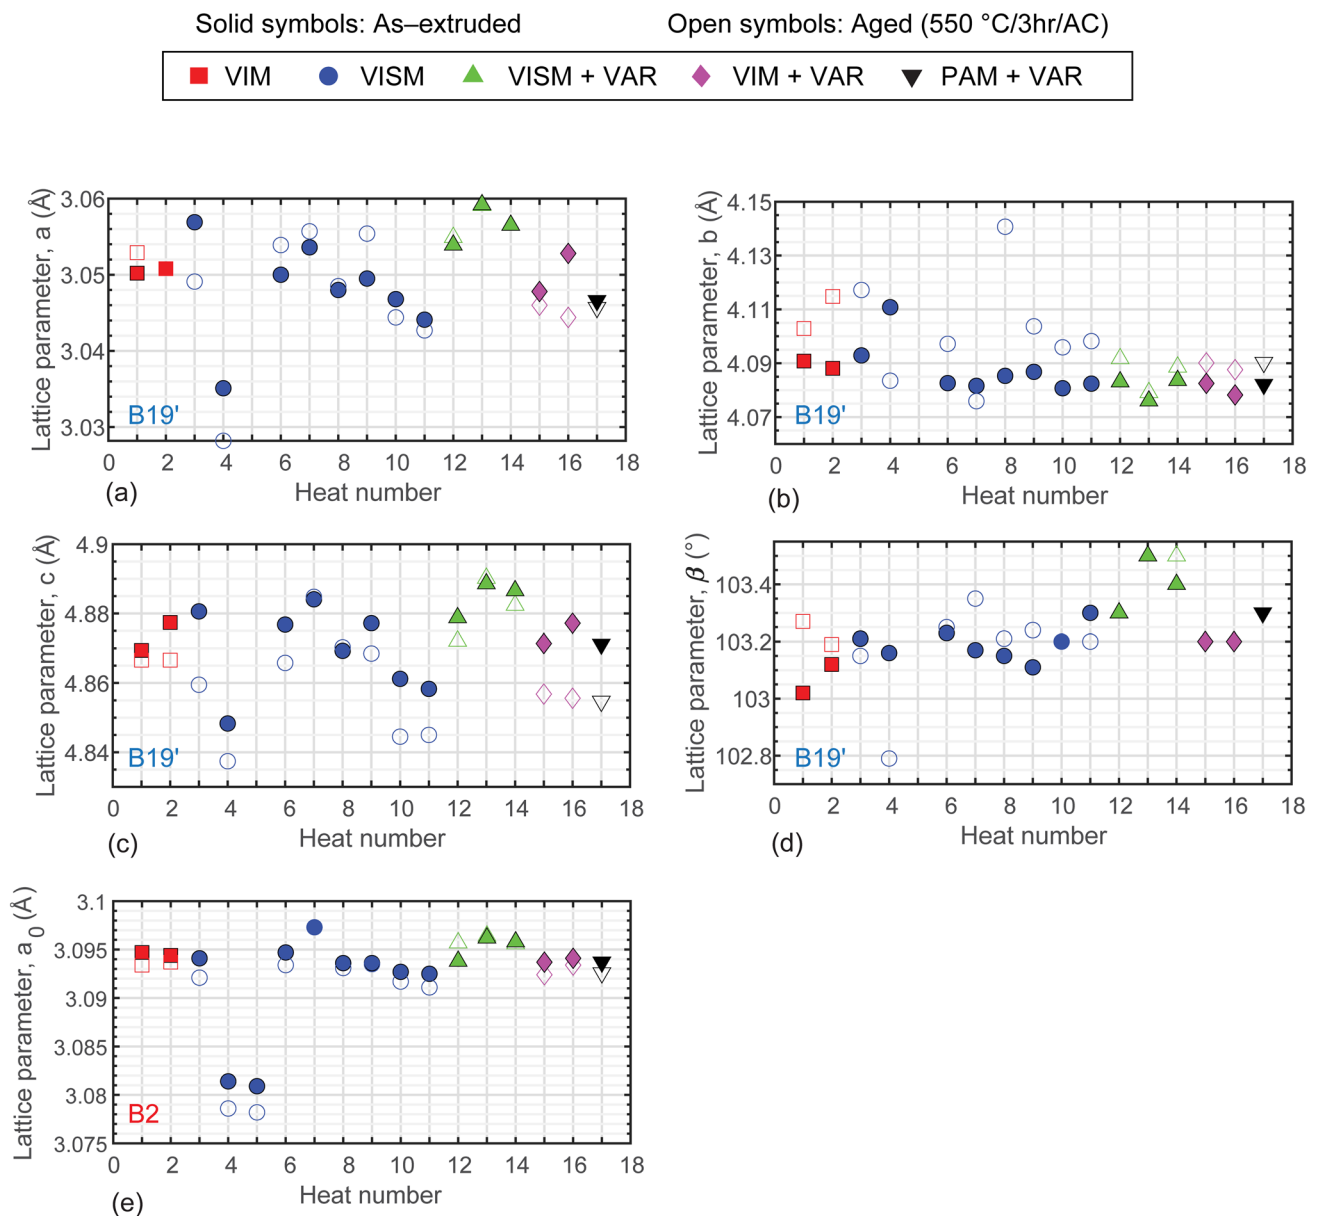 Solid symbols: As–extruded Open symbols: Aged (550 °C/3hr/AC)
VIM VISM VISM + VAR VIM + VAR PAM + VAR
Lattice parameter, a (Å)
3.06
3.05
3.04
3.03
B19'
0 2 4 6 8 10 12 14 16 18
(a) Heat number
Lattice parameter, b (Å)
4.15
4.13
4.11
4.09
4.07
B19'
0 2 4 6 8 10 12 14 16 18
(b) Heat number
Lattice parameter, c (Å)
4.9
4.88
4.86
4.84
B19'
0 2 4 6 8 10 12 14 16 18
(c) Heat number
Lattice parameter, β (°)
103.4
103.2
103
102.8
B19'
0 2 4 6 8 10 12 14 16 18
(d) Heat number
Lattice parameter, a0 (Å)
3.1
3.095
3.09
3.085
3.08
3.075
B2
0 2 4 6 8 10 12 14 16 18
(e) Heat number